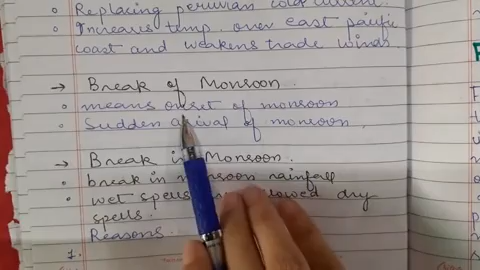 Replacing peruvian cold current.
Increases temp. over east pacific
coast and weakens trade winds.
→ Break of Monsoon.
means onset of monsoon
Sudden arival of monsoon.
→ Break in Monsoon.
break in monsoon rainfall
wet spells dry
spells.
Reasons.
1.